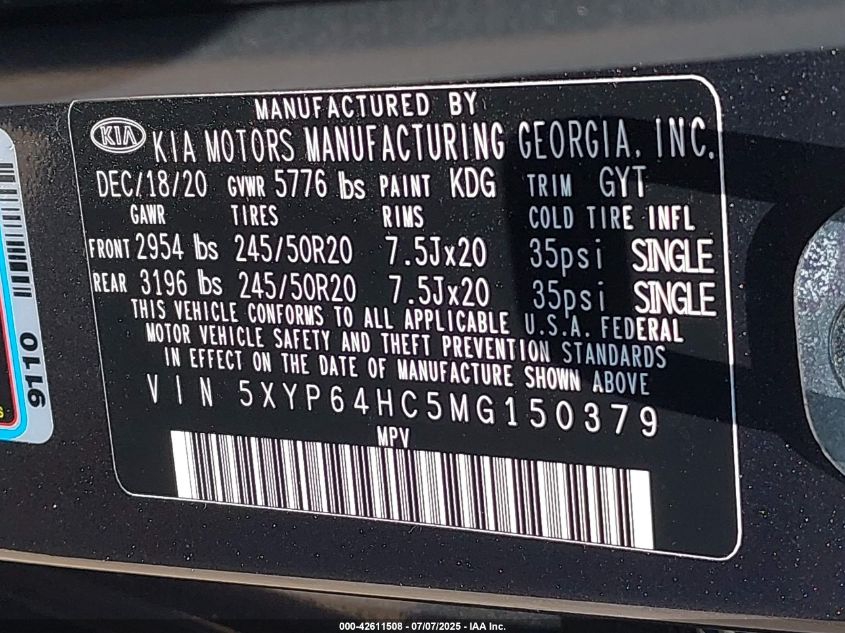 MANUFACTURED BY
KIA KIA MOTORS MANUFACTURING GEORGIA, INC.
DEC/18/20 GVWR 5776 lbs PAINT KDG TRIM GYT
GAWR TIRES RIMS COLD TIRE INFL
FRONT 2954 lbs 245/50R20 7.5Jx20 35psi SINGLE
REAR 3196 lbs 245/50R20 7.5Jx20 35psi SINGLE
THIS VEHICLE CONFORMS TO ALL APPLICABLE U.S.A. FEDERAL
MOTOR VEHICLE SAFETY AND THEFT PREVENTION STANDARDS
IN EFFECT ON THE DATE OF MANUFACTURE SHOWN ABOVE
VIN 5XYP64HC5MG150379
MPV
9110
000-42611508 - 07/07/2025 - IAA Inc.